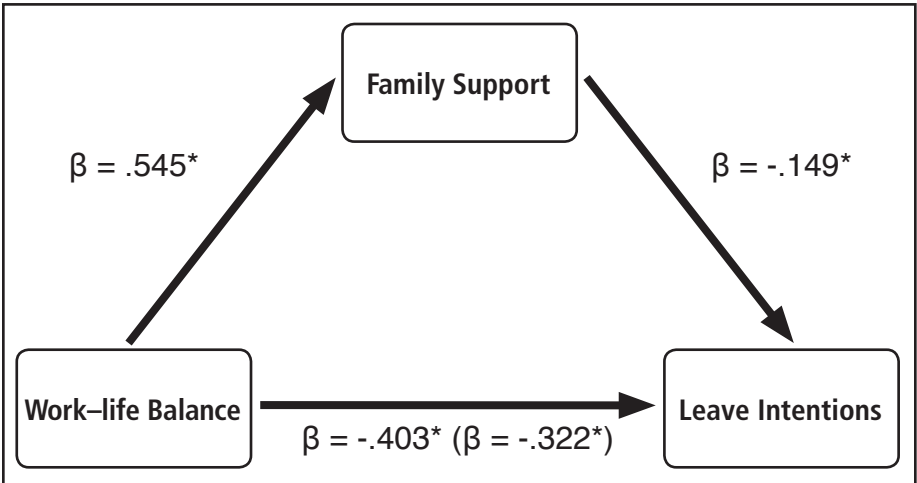 Family Support
β = .545*
β = -.149*
Work–life Balance
Leave Intentions
β = -.403* (β = -.322*)